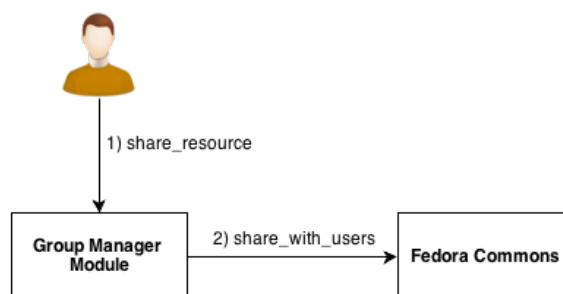 1) share_resource
Group Manager
Module
2) share_with_users
Fedora Commons